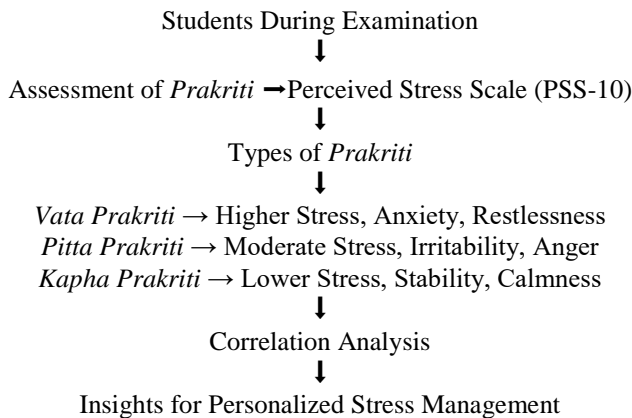 Students During Examination
Assessment of Prakriti → Perceived Stress Scale (PSS-10)
Types of Prakriti
Vata Prakriti → Higher Stress, Anxiety, Restlessness
Pitta Prakriti → Moderate Stress, Irritability, Anger
Kapha Prakriti → Lower Stress, Stability, Calmness
Correlation Analysis
Insights for Personalized Stress Management